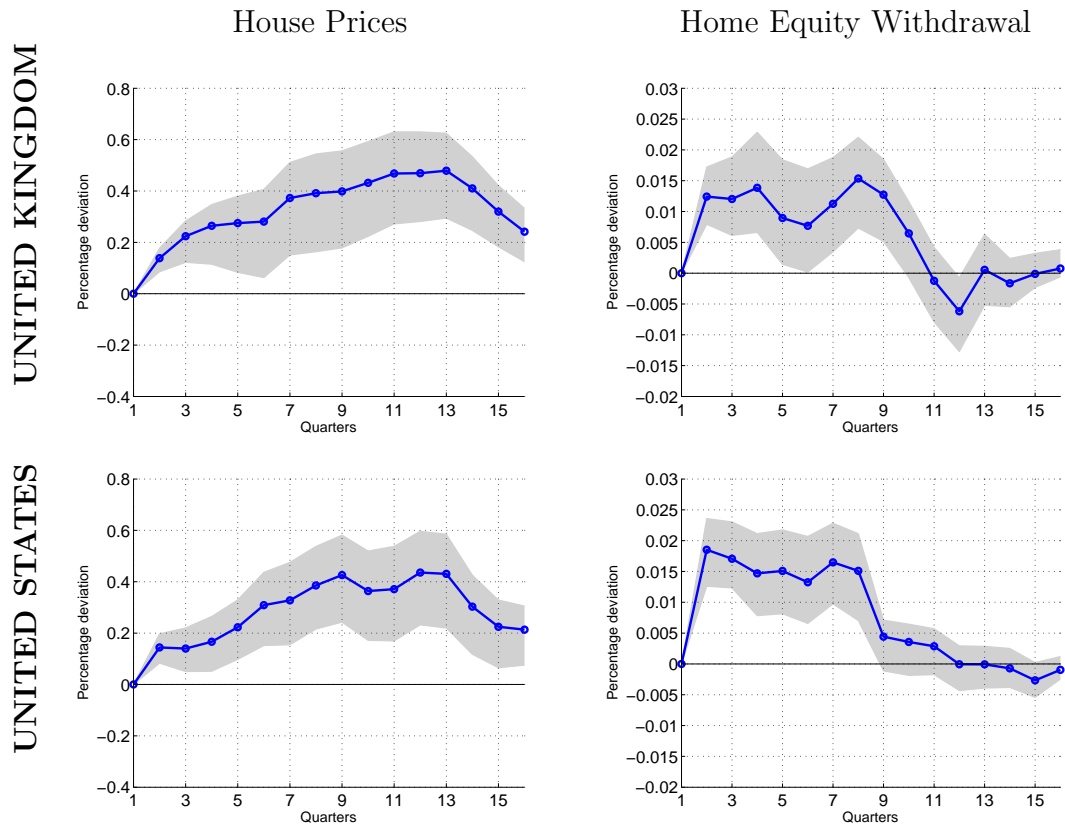 House Prices
Home Equity Withdrawal
UNITED KINGDOM
Percentage deviation
0.8
0.6
0.4
0.2
0
−0.2
−0.4
1 3 5 7 9 11 13 15
Quarters
Percentage deviation
0.03
0.025
0.02
0.015
0.01
0.005
0
−0.005
−0.01
−0.015
−0.02
1 3 5 7 9 11 13 15
Quarters
UNITED STATES
Percentage deviation
0.8
0.6
0.4
0.2
0
−0.2
−0.4
1 3 5 7 9 11 13 15
Quarters
Percentage deviation
0.03
0.025
0.02
0.015
0.01
0.005
0
−0.005
−0.01
−0.015
−0.02
1 3 5 7 9 11 13 15
Quarters